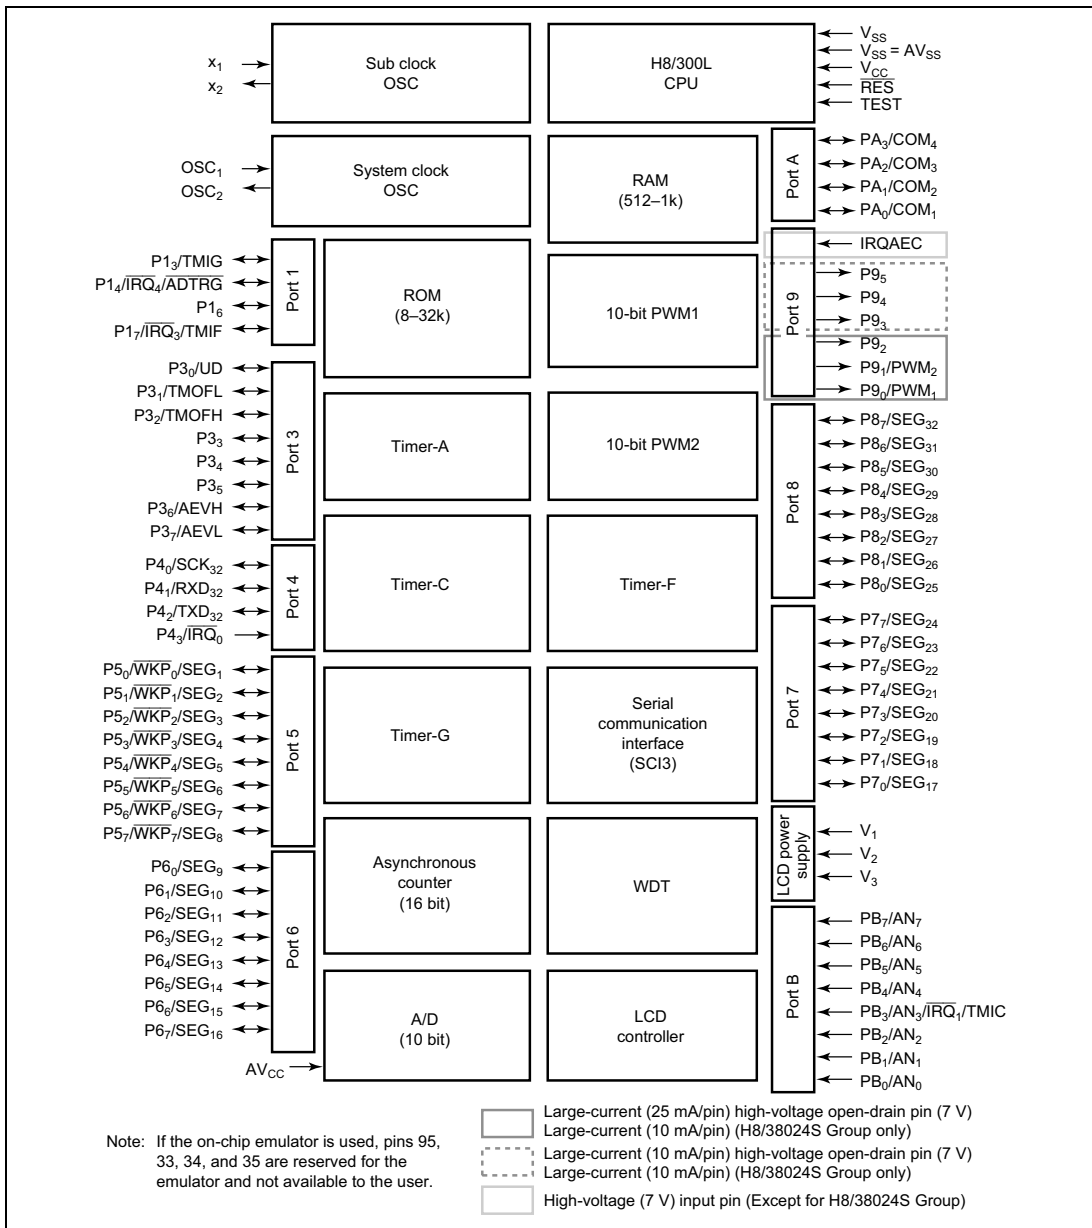 x1
x2
Sub clock
OSC
H8/300L
CPU
VSS
VSS = AVSS
VCC
R̅E̅S̅
TEST
OSC1
OSC2
System clock
OSC
RAM
(512–1k)
Port A
PA3/COM4
PA2/COM3
PA1/COM2
PA0/COM1
P13/TMIG
P14/I̅R̅Q̅4/A̅D̅T̅R̅G̅
P16
P17/I̅R̅Q̅3/TMIF
Port 1
ROM
(8–32k)
10-bit PWM1
Port 9
IRQAEC
P95
P94
P93
P92
P91/PWM2
P90/PWM1
P30/UD
P31/TMOFL
P32/TMOFH
P33
P34
P35
P36/AEVH
P37/AEVL
Port 3
Timer-A
10-bit PWM2
Port 8
P87/SEG32
P86/SEG31
P85/SEG30
P84/SEG29
P83/SEG28
P82/SEG27
P81/SEG26
P80/SEG25
P40/SCK32
P41/RXD32
P42/TXD32
P43/I̅R̅Q̅0
Port 4
Timer-C
Timer-F
P50/W̅K̅P̅0/SEG1
P51/W̅K̅P̅1/SEG2
P52/W̅K̅P̅2/SEG3
P53/W̅K̅P̅3/SEG4
P54/W̅K̅P̅4/SEG5
P55/W̅K̅P̅5/SEG6
P56/W̅K̅P̅6/SEG7
P57/W̅K̅P̅7/SEG8
Port 5
Timer-G
Serial
communication
interface
(SCI3)
Port 7
P77/SEG24
P76/SEG23
P75/SEG22
P74/SEG21
P73/SEG20
P72/SEG19
P71/SEG18
P70/SEG17
P60/SEG9
P61/SEG10
P62/SEG11
P63/SEG12
P64/SEG13
P65/SEG14
P66/SEG15
P67/SEG16
Port 6
Asynchronous
counter
(16 bit)
WDT
LCD power
supply
V1
V2
V3
AVCC
A/D
(10 bit)
LCD
controller
Port B
PB7/AN7
PB6/AN6
PB5/AN5
PB4/AN4
PB3/AN3/I̅R̅Q̅1/TMIC
PB2/AN2
PB1/AN1
PB0/AN0
Note: If the on-chip emulator is used, pins 95,
33, 34, and 35 are reserved for the
emulator and not available to the user.
Large-current (25 mA/pin) high-voltage open-drain pin (7 V)
Large-current (10 mA/pin) (H8/38024S Group only)
Large-current (10 mA/pin) high-voltage open-drain pin (7 V)
Large-current (10 mA/pin) (H8/38024S Group only)
High-voltage (7 V) input pin (Except for H8/38024S Group)